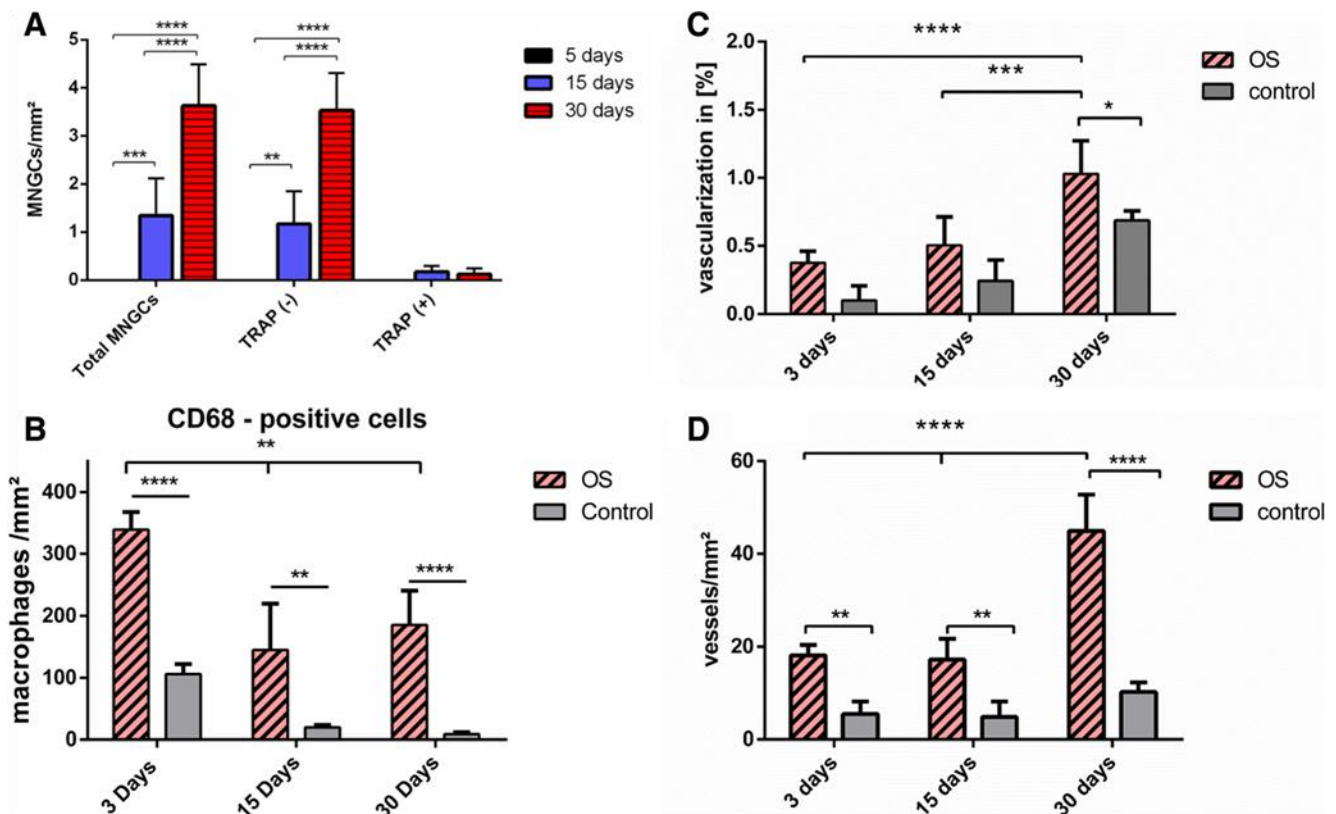 A
**** ****
**** ****
*** **
MNGCs/mm²
5
4
3
2
1
0
Total MNGCs
TRAP (-)
TRAP (+)
5 days
15 days
30 days
B
CD68 - positive cells
**
**** ** ****
macrophages /mm²
400
300
200
100
0
3 Days
15 Days
30 Days
OS
Control
C
****
***
*
vascularization in [%]
2.0
1.5
1.0
0.5
0.0
3 days
15 days
30 days
OS
control
D
****
****
** **
vessels/mm²
60
40
20
0
3 days
15 days
30 days
OS
control